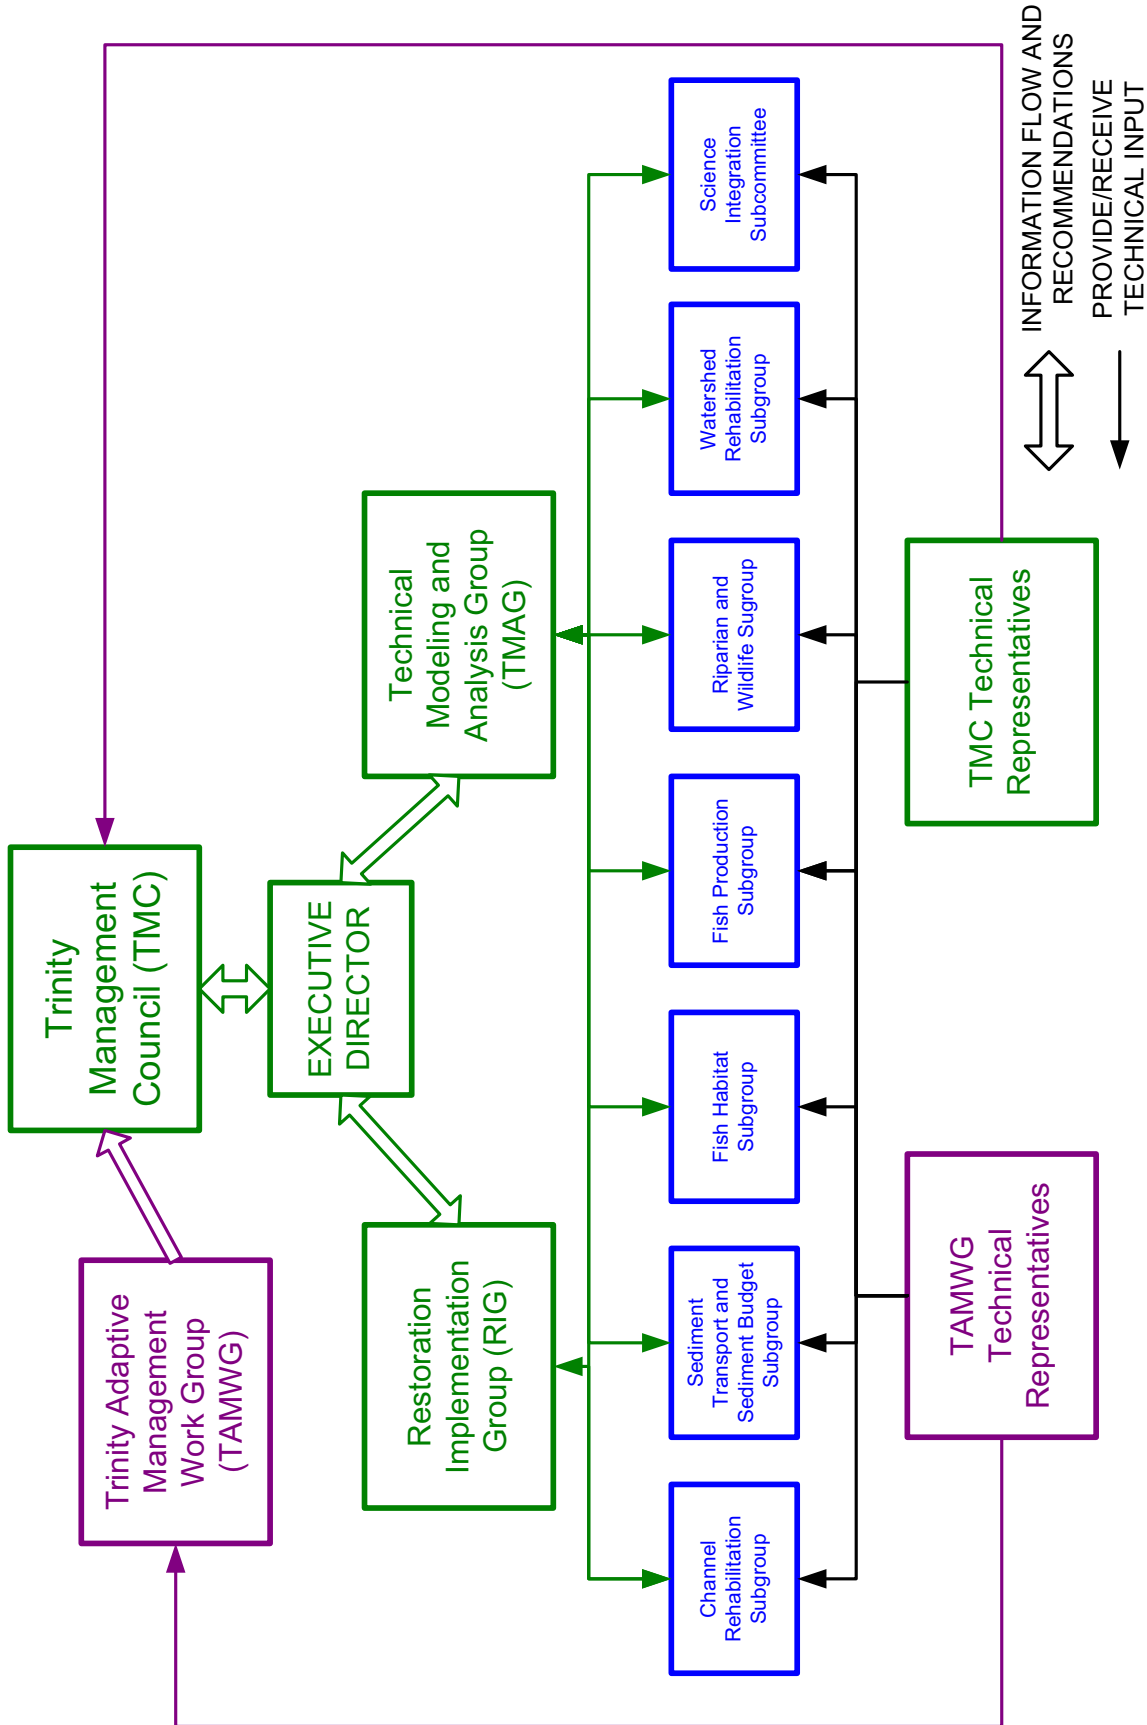 Trinity Adaptive
Management
Work Group
(TAMWG)
Trinity
Management
Council (TMC)
EXECUTIVE
DIRECTOR
Restoration
Implementation
Group (RIG)
Technical
Modeling and
Analysis Group
(TMAG)
Channel
Rehabilitation
Subgroup
Sediment
Transport and
Sediment Budget
Subgroup
Fish Habitat
Subgroup
Fish Production
Subgroup
Riparian and
Wildlife Sugroup
Watershed
Rehabilitation
Subgroup
Science
Integration
Subcommittee
TAMWG
Technical
Representatives
TMC Technical
Representatives
INFORMATION FLOW AND
RECOMMENDATIONS
PROVIDE/RECEIVE
TECHNICAL INPUT